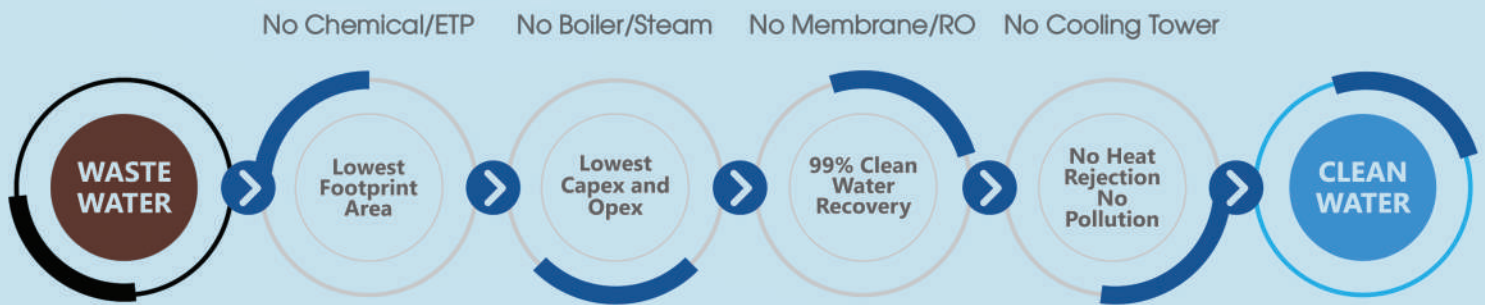 No Chemical/ETP
No Boiler/Steam
No Membrane/RO
No Cooling Tower
WASTE
WATER
Lowest
Footprint
Area
Lowest
Capex and
Opex
99% Clean
Water
Recovery
No Heat
Rejection
No
Pollution
CLEAN
WATER